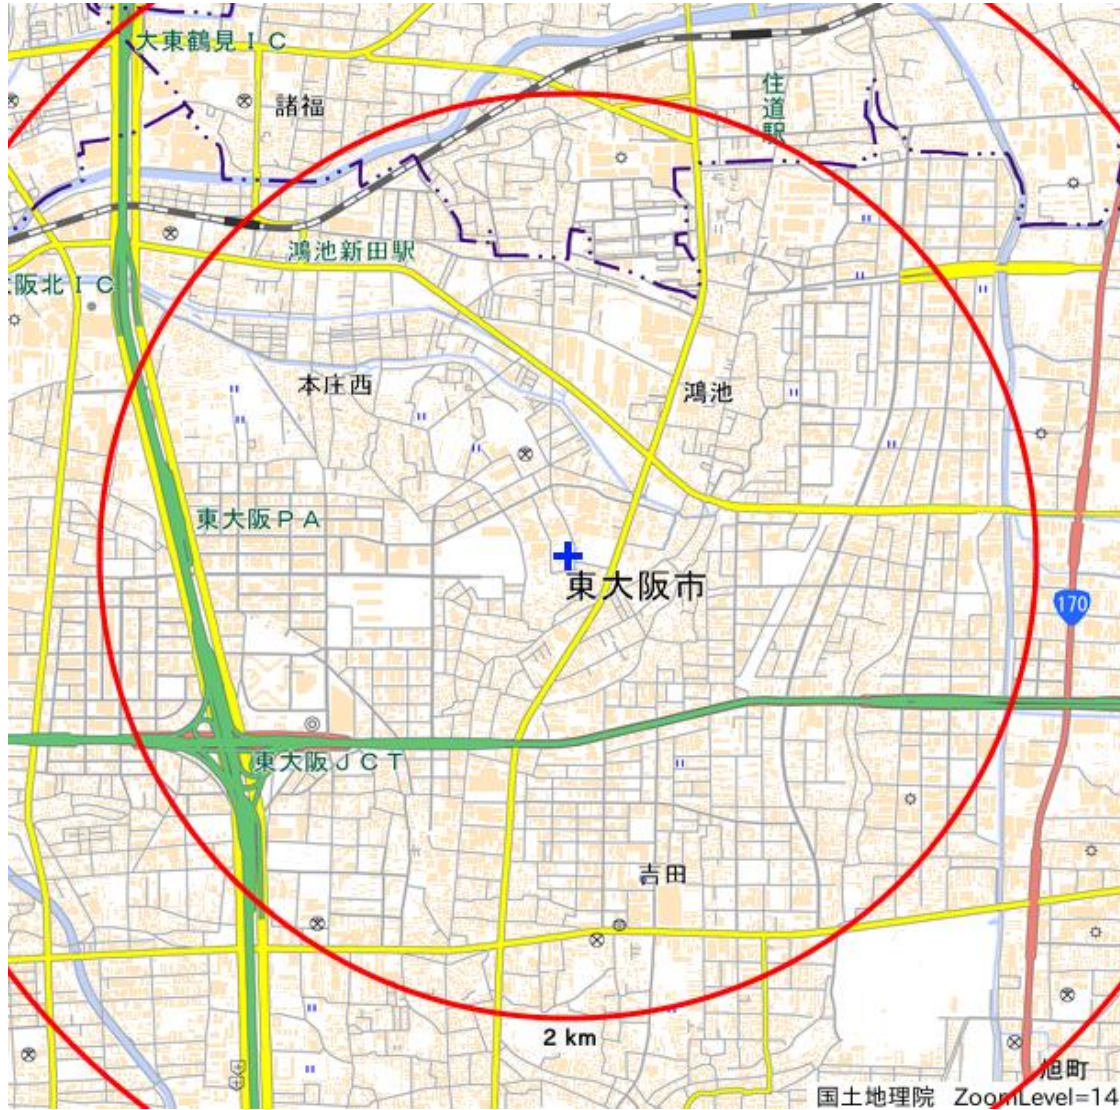 大東鶴見ＩＣ
諸福
住道駅
鴻池新田駅
阪北ＩＣ
本庄西
鴻池
東大阪ＰＡ
東大阪市
170
東大阪ＪＣＴ
吉田
2 km
旭町
国土地理院 ZoomLevel=14